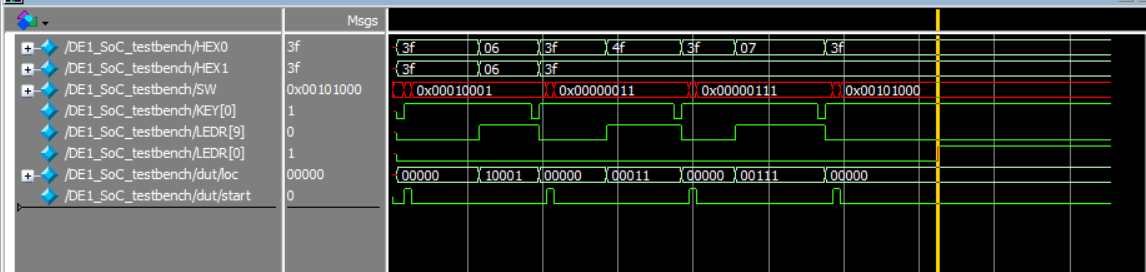 Msgs
/DE1_SoC_testbench/HEX0 3f 3f 06 3f 4f 3f 07 3f
/DE1_SoC_testbench/HEX1 3f 3f 06 3f
/DE1_SoC_testbench/SW 0x00101000 0x00010001 0x00000011 0x00000111 0x00101000
/DE1_SoC_testbench/KEY[0] 1
/DE1_SoC_testbench/LEDR[9] 0
/DE1_SoC_testbench/LEDR[0] 1
/DE1_SoC_testbench/dut/loc 00000 00000 10001 00000 00011 00000 00111 00000
/DE1_SoC_testbench/dut/start 0